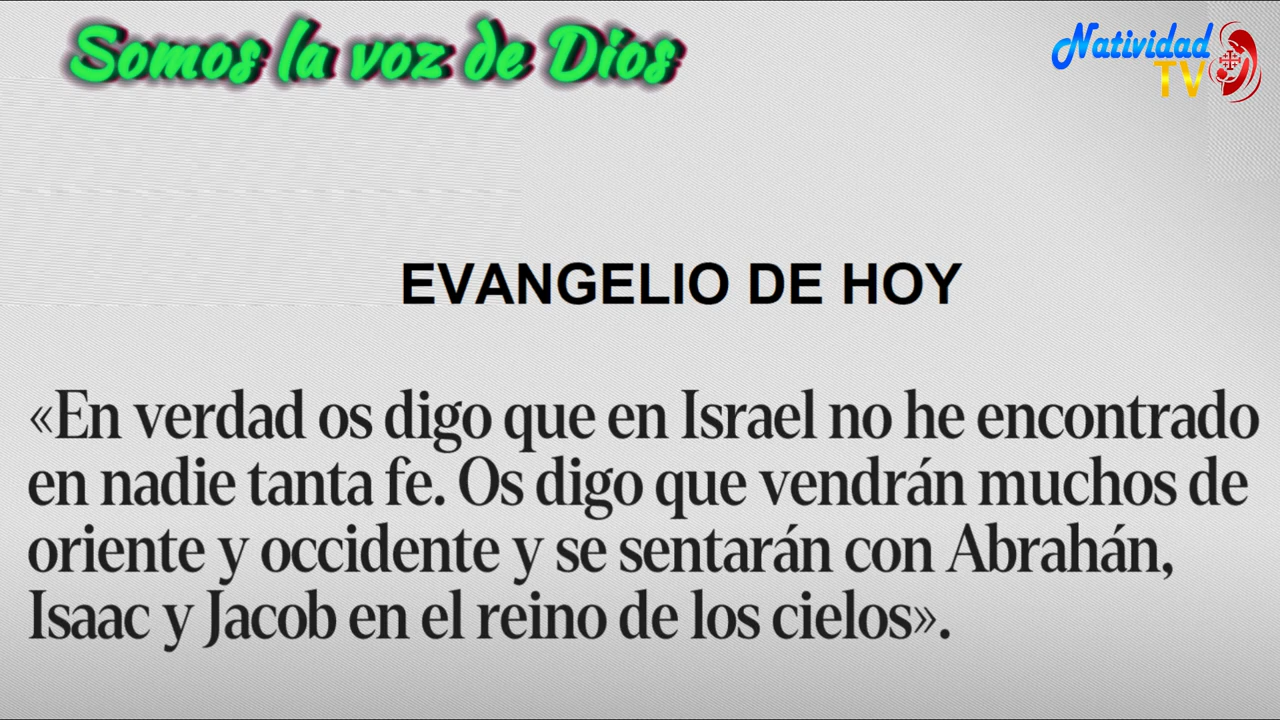 Somos la voz de Dios
Natividad
TV
EVANGELIO DE HOY
«En verdad os digo que en Israel no he encontrado
en nadie tanta fe. Os digo que vendrán muchos de
oriente y occidente y se sentarán con Abrahán,
Isaac y Jacob en el reino de los cielos».